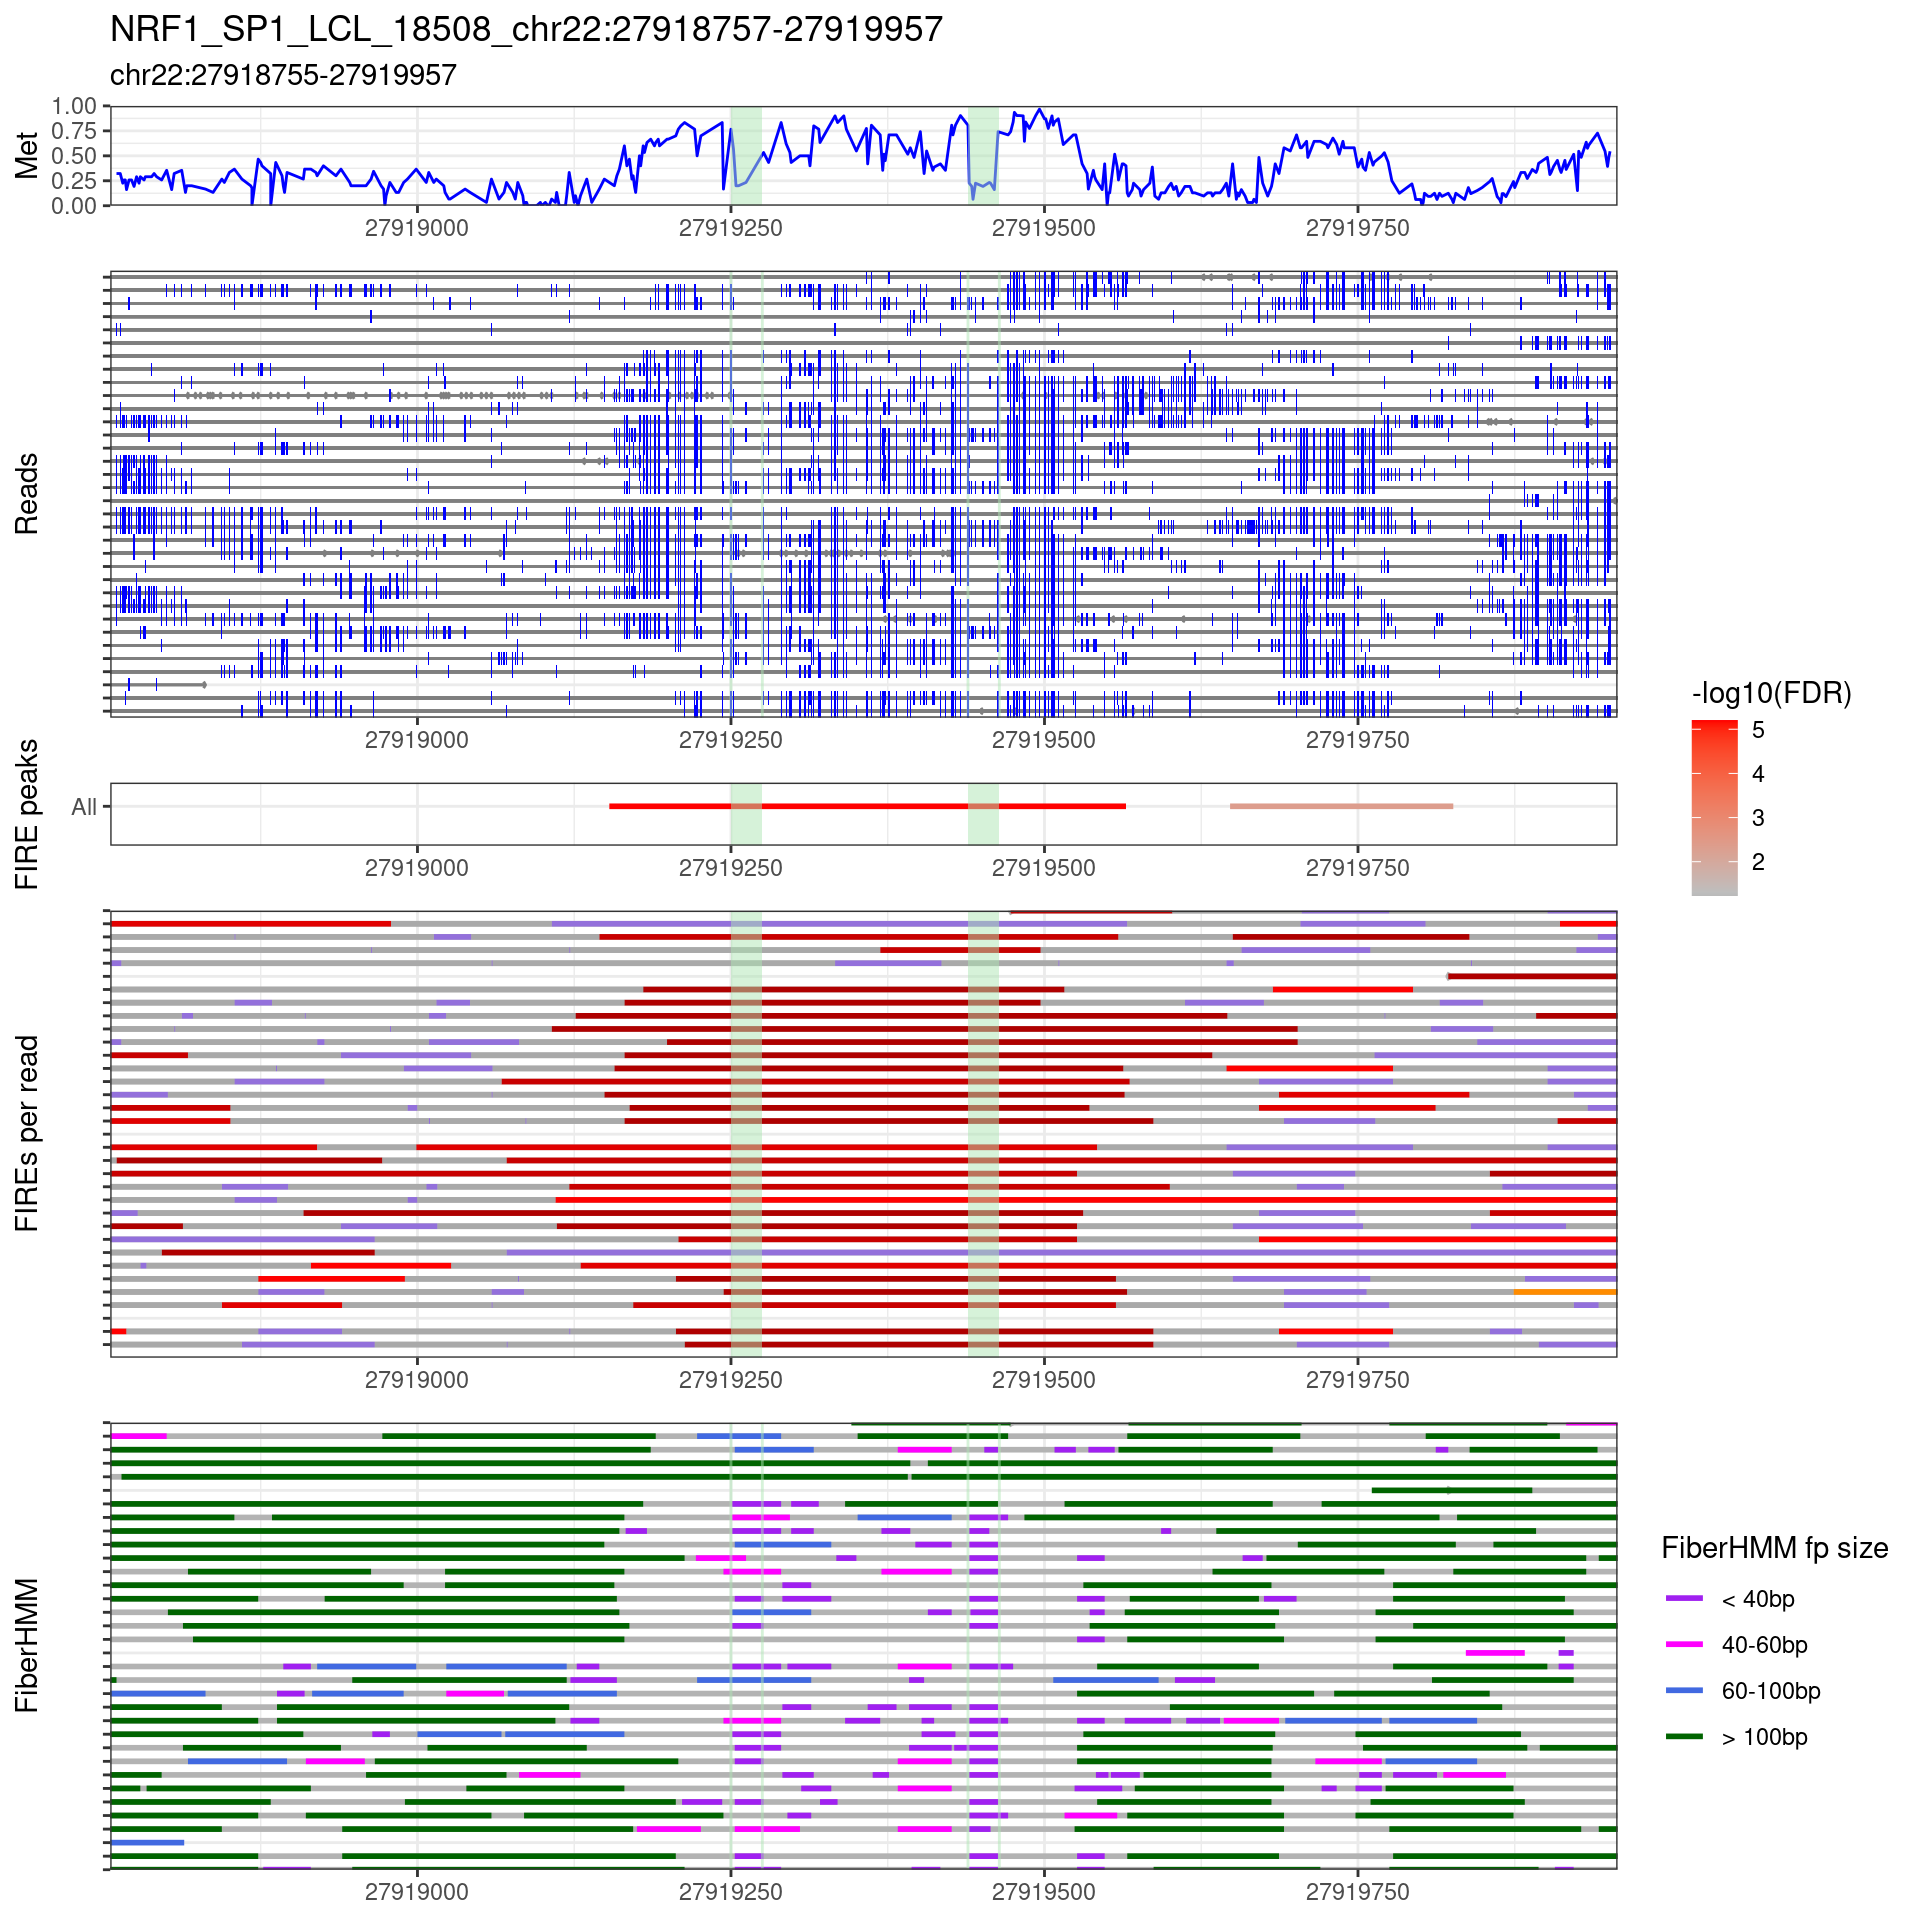 NRF1_SP1_LCL_18508_chr22:27918757-27919957
chr22:27918755-27919957
Met
1.00
0.75
0.50
0.25
0.00
27919000 27919250 27919500 27919750
Reads
27919000 27919250 27919500 27919750
FIRE peaks
All
27919000 27919250 27919500 27919750
-log10(FDR)
5
4
3
2
FIREs per read
27919000 27919250 27919500 27919750
FiberHMM
27919000 27919250 27919500 27919750
FiberHMM fp size
< 40bp
40-60bp
60-100bp
> 100bp